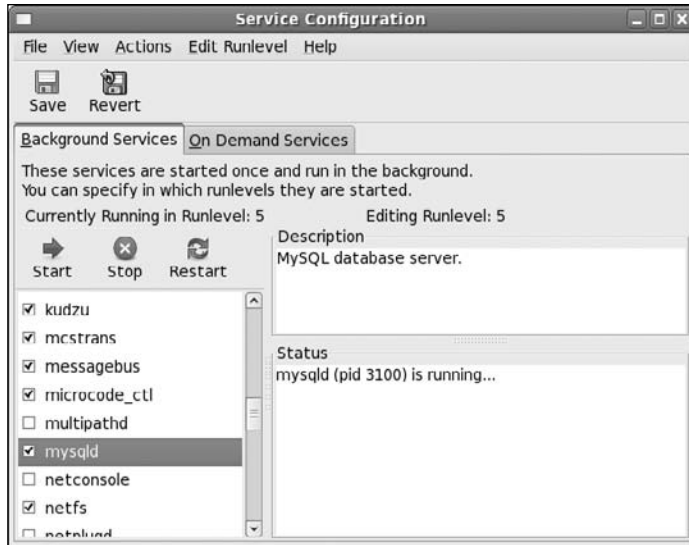 Service Configuration
File View Actions Edit Runlevel Help
Save Revert
Background Services On Demand Services
These services are started once and run in the background.
You can specify in which runlevels they are started.
Currently Running in Runlevel: 5 Editing Runlevel: 5
Start Stop Restart
Description
MySQL database server.
kudzu
mcstrans
messagebus
microcode_ctl
multipathd
mysqld
netconsole
netfs
Status
mysqld (pid 3100) is running...